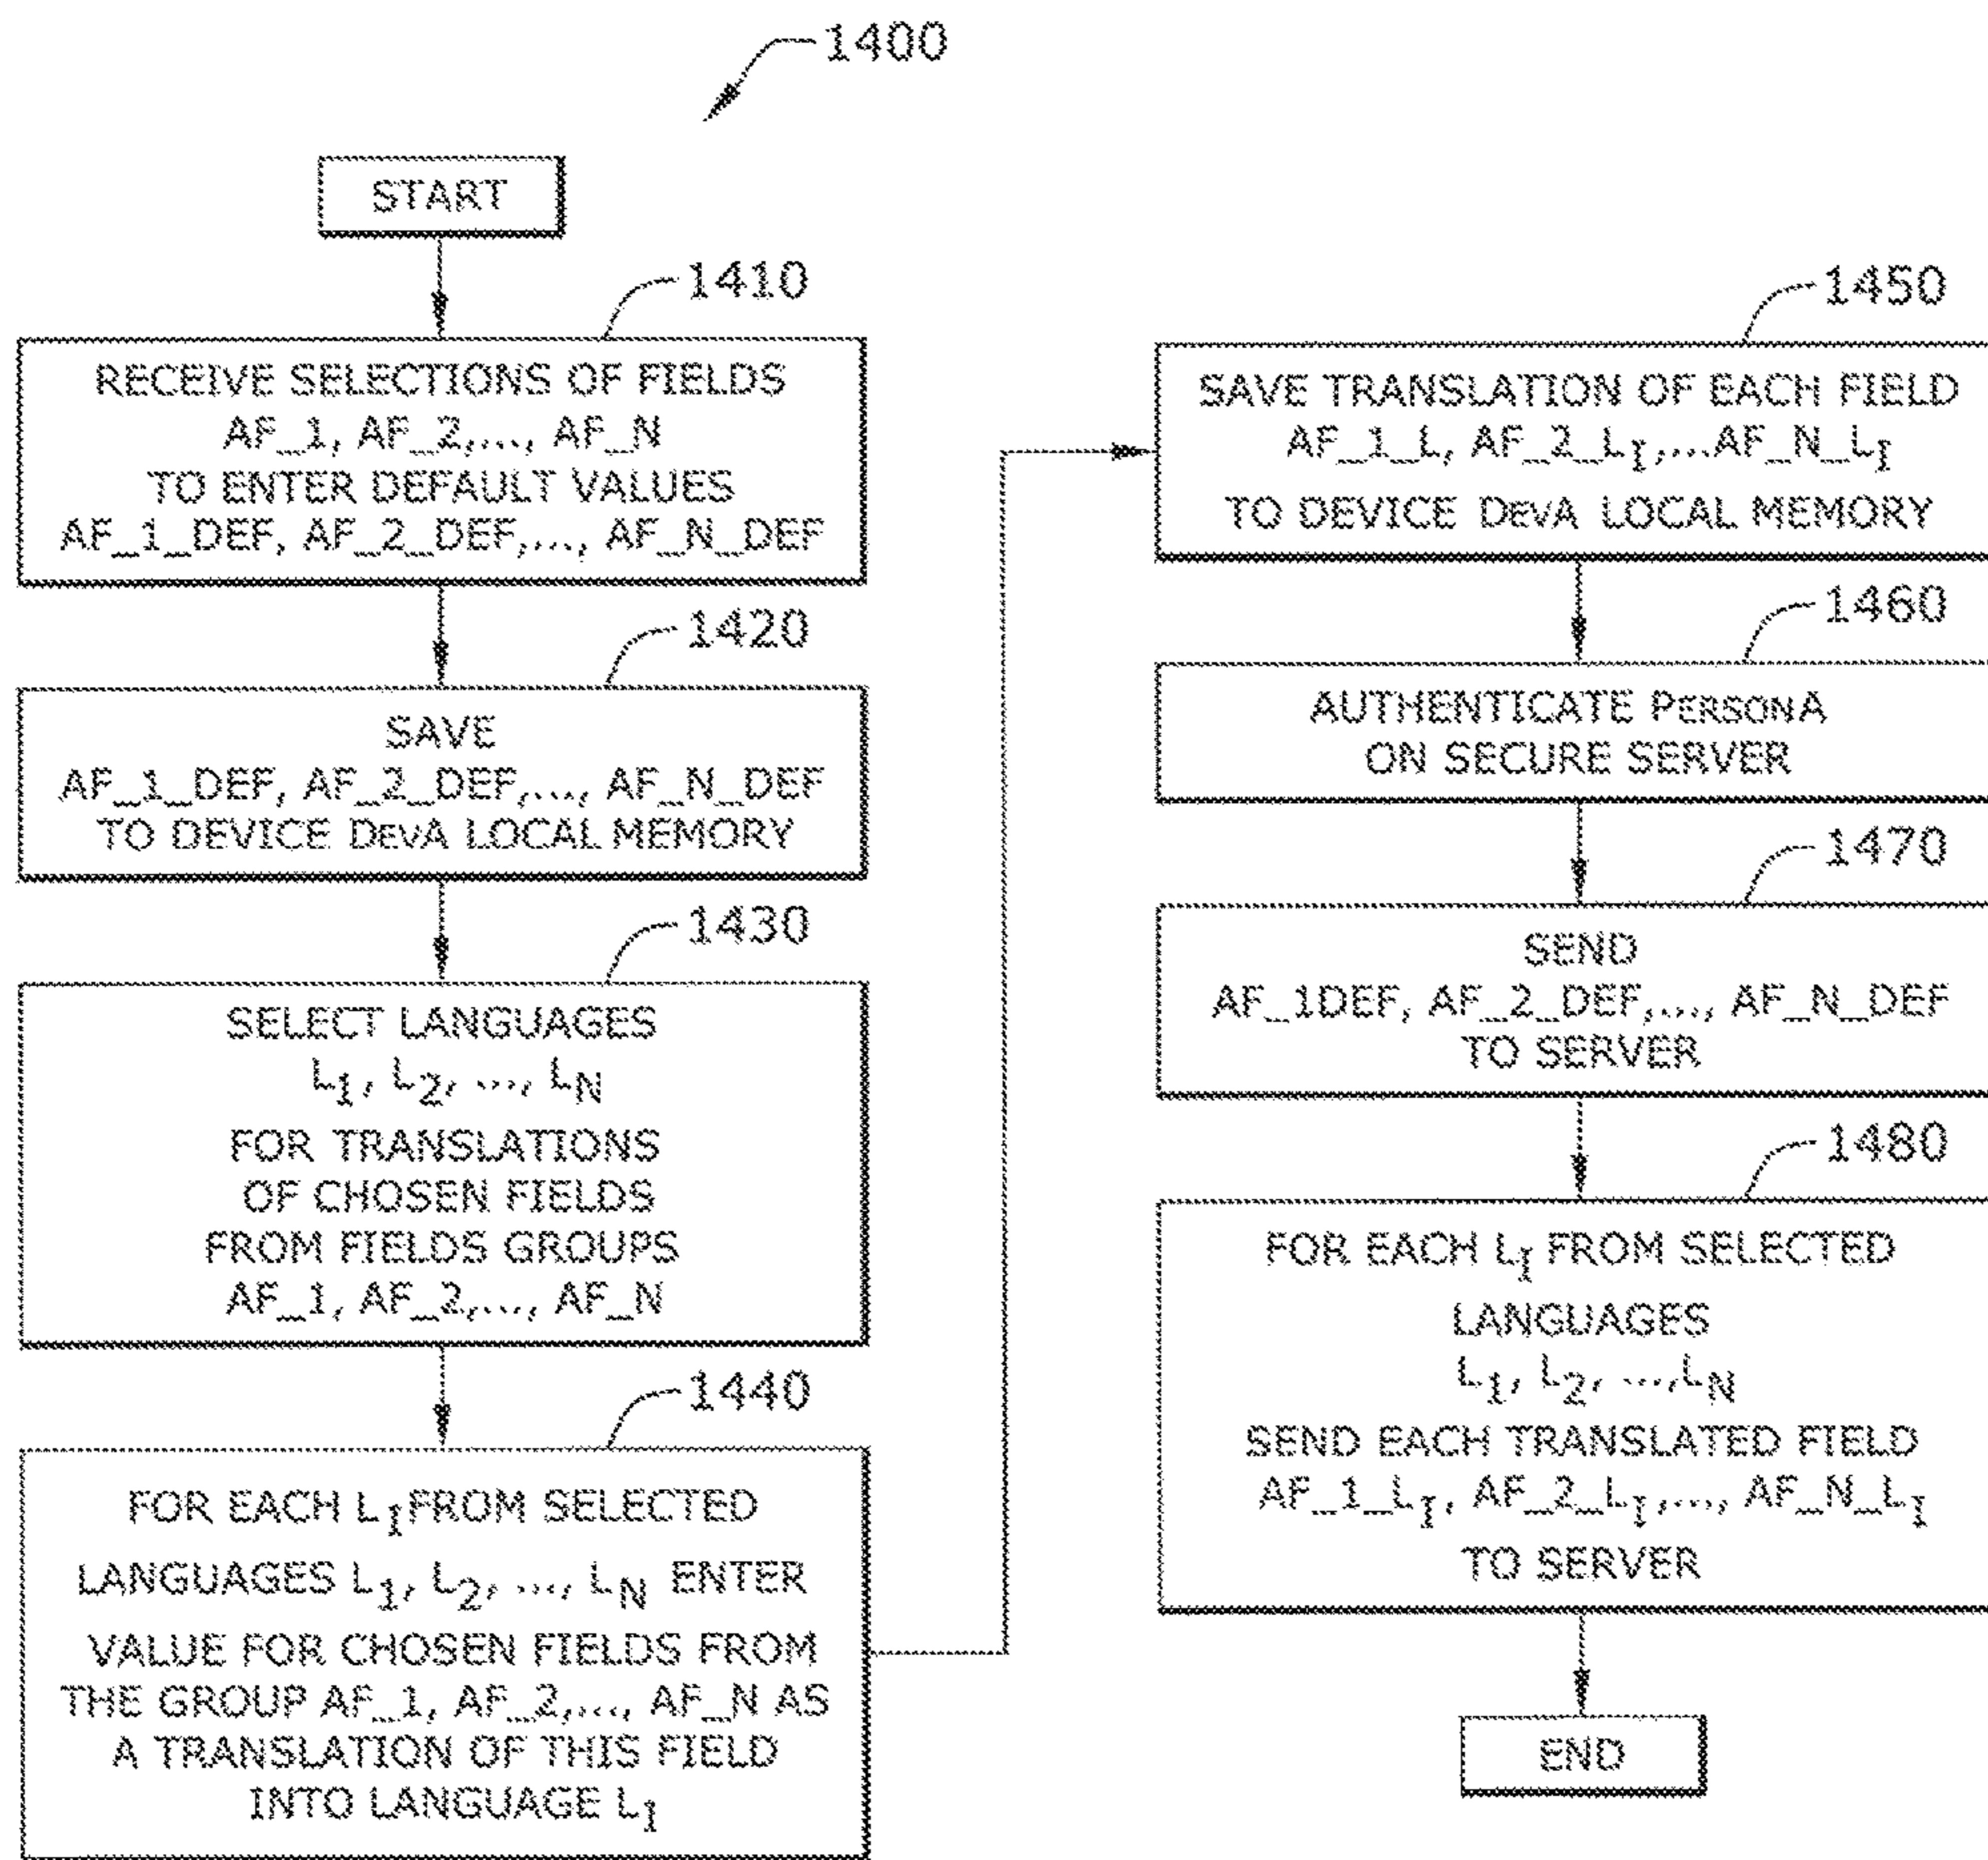 1400
START
1410
RECEIVE SELECTIONS OF FIELDS
AF_1, AF_2,..., AF_N
TO ENTER DEFAULT VALUES
AF_1_DEF, AF_2_DEF,..., AF_N_DEF
1420
SAVE
AF_1_DEF, AF_2_DEF,..., AF_N_DEF
TO DEVICE DEVA LOCAL MEMORY
1430
SELECT LANGUAGES
L1, L2, ..., LN
FOR TRANSLATIONS
OF CHOSEN FIELDS
FROM FIELDS GROUPS
AF_1, AF_2,..., AF_N
1440
FOR EACH LI FROM SELECTED
LANGUAGES L1, L2, ..., LN ENTER
VALUE FOR CHOSEN FIELDS FROM
THE GROUP AF_1, AF_2,..., AF_N AS
A TRANSLATION OF THIS FIELD
INTO LANGUAGE LI
1450
SAVE TRANSLATION OF EACH FIELD
AF_1_L, AF_2_LI,...AF_N_LI
TO DEVICE DEVA LOCAL MEMORY
1460
AUTHENTICATE PERSONA
ON SECURE SERVER
1470
SEND
AF_1DEF, AF_2_DEF,..., AF_N_DEF
TO SERVER
1480
FOR EACH LI FROM SELECTED
LANGUAGES
L1, L2, ...,LN
SEND EACH TRANSLATED FIELD
AF_1_LI, AF_2_LI,..., AF_N_LI
TO SERVER
END